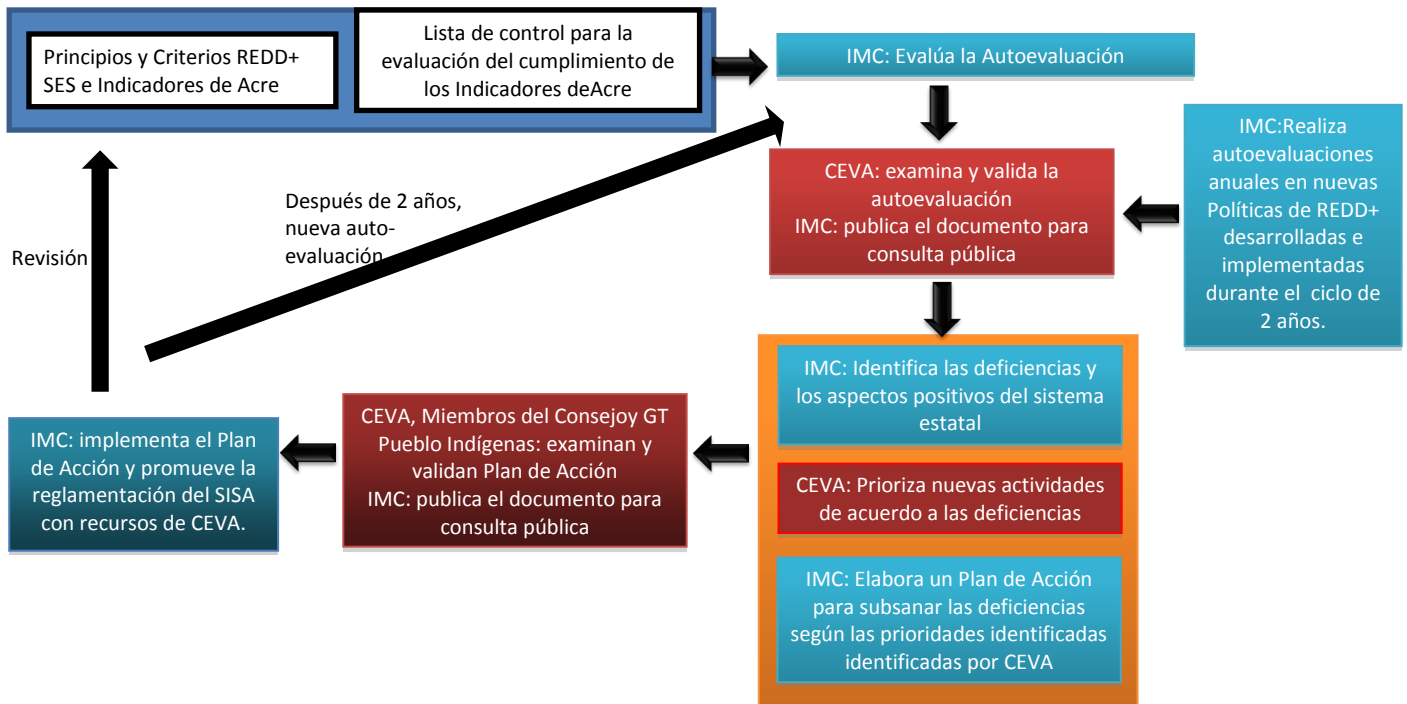 Principios y Criterios REDD+
SES e Indicadores de Acre
Lista de control para la
evaluación del cumplimiento de
los Indicadores deAcre
IMC: Evalúa la Autoevaluación
IMC:Realiza
autoevaluaciones
anuales en nuevas
Políticas de REDD+
desarrolladas e
implementadas
durante el ciclo de
2 años.
CEVA: examina y valida la
autoevaluación
IMC: publica el documento para
consulta pública
Después de 2 años,
nueva auto-
evaluación
Revisión
IMC: Identifica las deficiencias y
los aspectos positivos del sistema
estatal
CEVA: Prioriza nuevas actividades
de acuerdo a las deficiencias
IMC: Elabora un Plan de Acción
para subsanar las deficiencias
según las prioridades identificadas
identificadas por CEVA
CEVA, Miembros del Consejoy GT
Pueblo Indígenas: examinan y
validan Plan de Acción
IMC: publica el documento para
consulta pública
IMC: implementa el Plan
de Acción y promueve la
reglamentación del SISA
con recursos de CEVA.